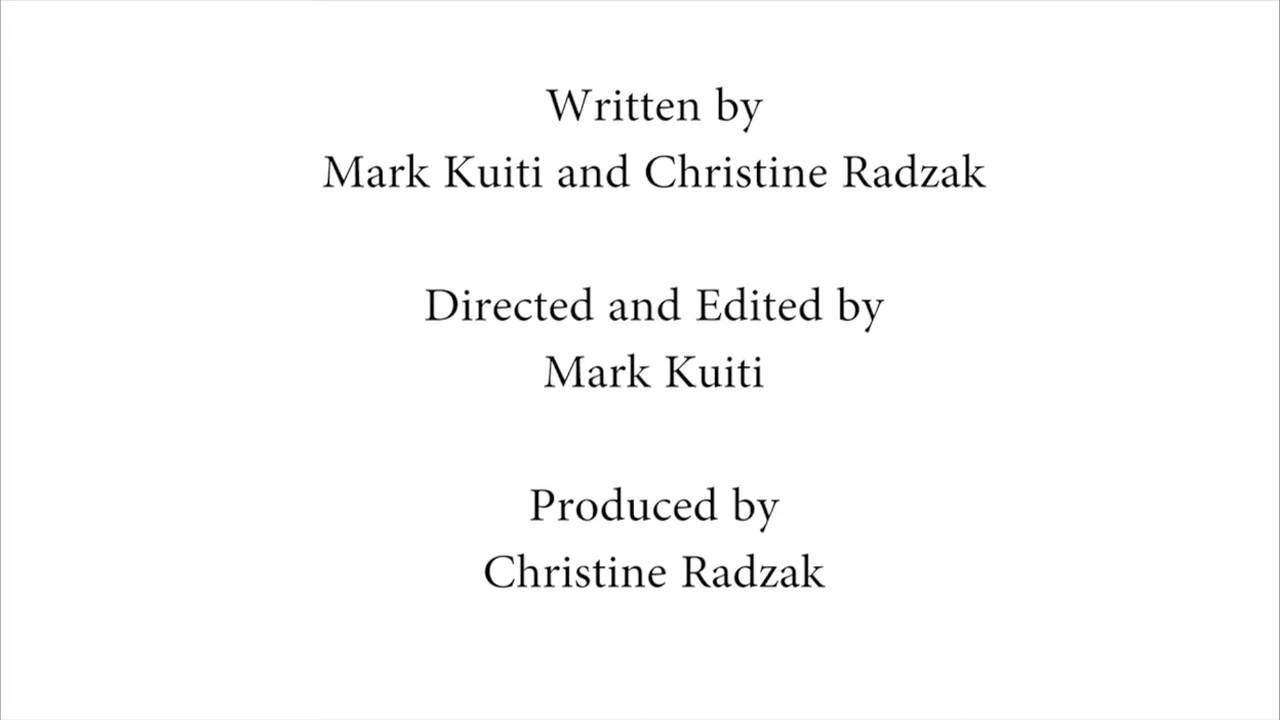 Written by
Mark Kuiti and Christine Radzak
Directed and Edited by
Mark Kuiti
Produced by
Christine Radzak